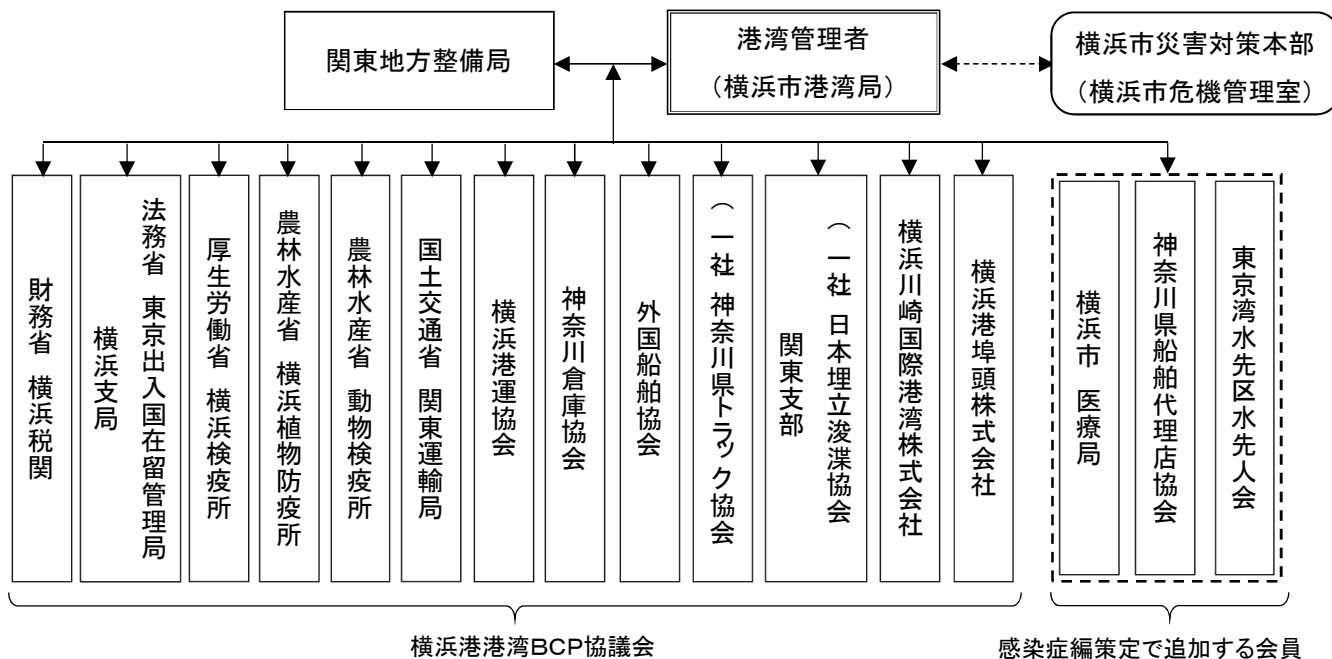 関東地方整備局
港湾管理者
（横浜市港湾局）
横浜市災害対策本部
（横浜市危機管理室）
財務省 横浜税関
法務省 東京出入国在留管理局
横浜支局
厚生労働省 横浜検疫所
農林水産省 横浜植物防疫所
農林水産省 動物検疫所
国土交通省 関東運輸局
横浜港運協会
神奈川倉庫協会
外国船舶協会
（一社）神奈川県トラック協会
（一社）日本埋立浚渫協会
関東支部
横浜川崎国際港湾株式会社
横浜港埠頭株式会社
横浜市 医療局
神奈川県船舶代理店協会
東京湾水先区水先人会
横浜港港湾BCP協議会
感染症編策定で追加する会員